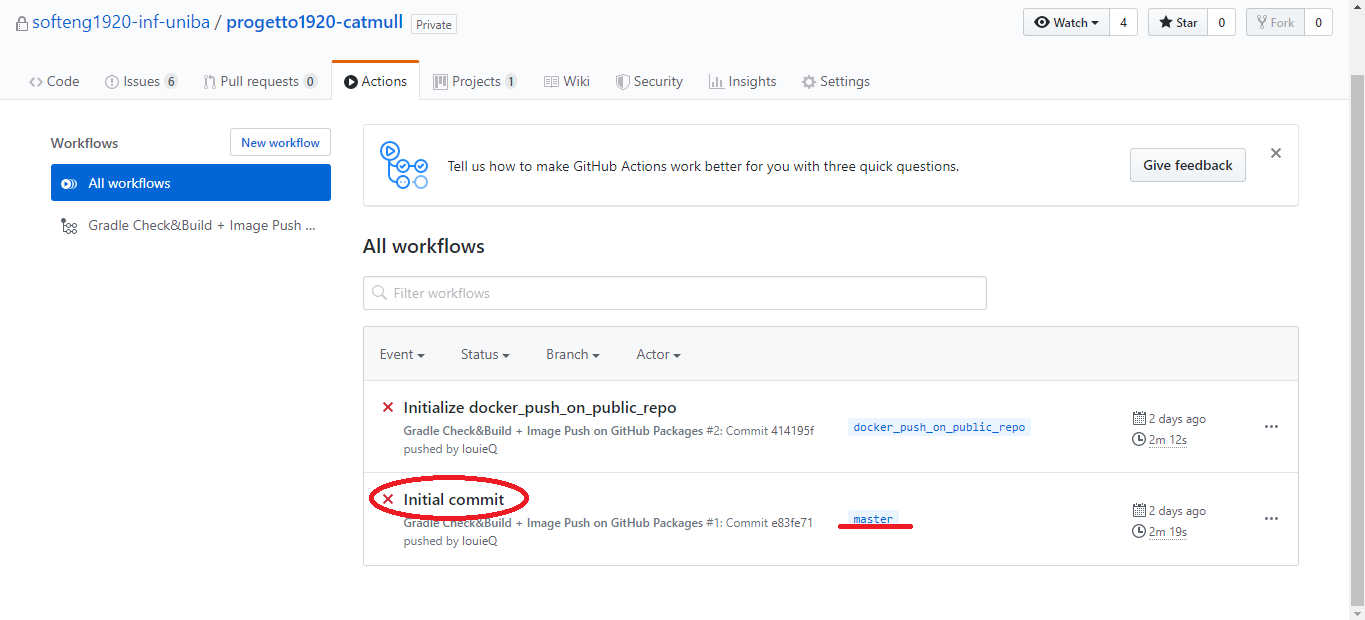 softeng1920-inf-uniba / progetto1920-catmull Private Watch 4 Star 0 Fork 0
Code Issues 6 Pull requests 0 Actions Projects 1 Wiki Security Insights Settings
Workflows New workflow
All workflows
Gradle Check&Build + Image Push ...
Tell us how to make GitHub Actions work better for you with three quick questions. Give feedback
All workflows
Filter workflows
Event Status Branch Actor
Initialize docker_push_on_public_repo
Gradle Check&Build + Image Push on GitHub Packages #2: Commit 414195f
pushed by louieQ
docker_push_on_public_repo
2 days ago
2m 12s
Initial commit
Gradle Check&Build + Image Push on GitHub Packages #1: Commit e83fe71
pushed by louieQ
master
2 days ago
2m 19s